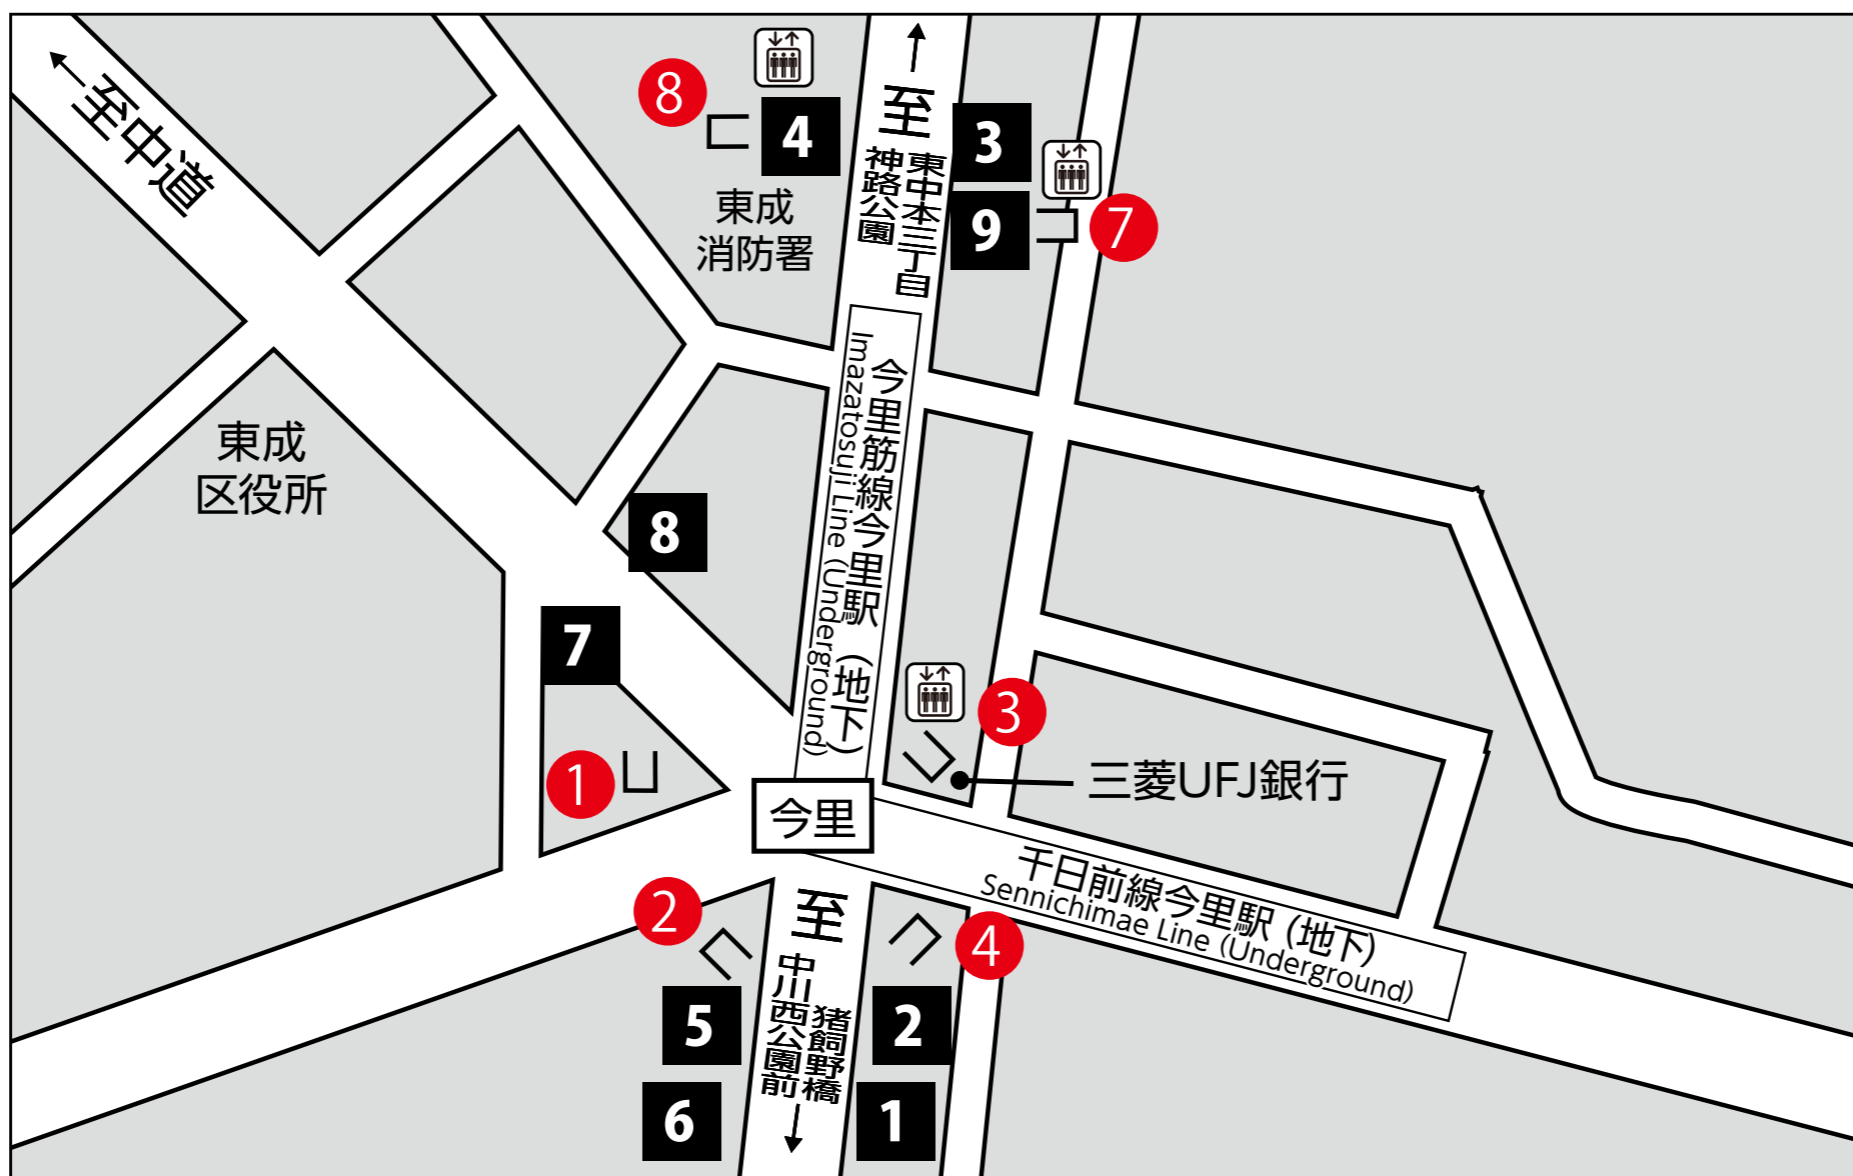 至中道
8
4
至
東中本三丁目
神路公園
3
9
7
東成
消防署
東成
区役所
今里筋線今里駅（地下）
Imazatosuji Line (Underground)
8
7
1
3
三菱UFJ銀行
今里
千日前線今里駅（地下）
Sennichimae Line (Underground)
2
至
猪飼野橋
中川西公園前
4
5
2
6
1